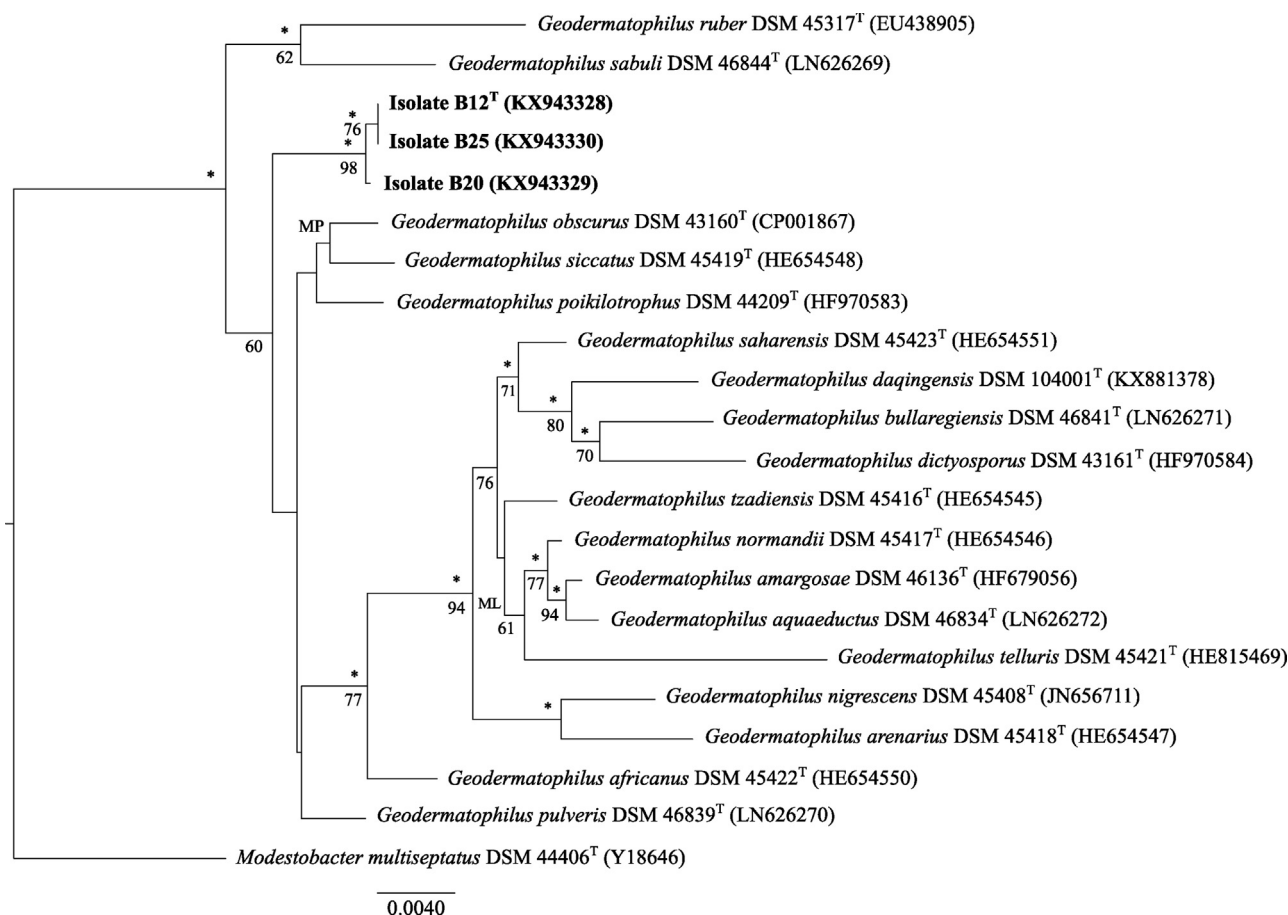 * Geodermatophilus ruber DSM 45317T (EU438905)
62 Geodermatophilus sabuli DSM 46844T (LN626269)
Isolate B12T (KX943328)
*
76
* Isolate B25 (KX943330)
98
Isolate B20 (KX943329)
*
MP Geodermatophilus obscurus DSM 43160T (CP001867)
Geodermatophilus siccatus DSM 45419T (HE654548)
Geodermatophilus poikilotrophus DSM 44209T (HF970583)
60 Geodermatophilus saharensis DSM 45423T (HE654551)
*
71 Geodermatophilus daqingensis DSM 104001T (KX881378)
*
80 Geodermatophilus bullaregiensis DSM 46841T (LN626271)
*
70 Geodermatophilus dictyosporus DSM 43161T (HF970584)
76
Geodermatophilus tzadiensis DSM 45416T (HE654545)
Geodermatophilus normandii DSM 45417T (HE654546)
*
77 * Geodermatophilus amargosae DSM 46136T (HF679056)
*
94 ML 94 Geodermatophilus aquaeductus DSM 46834T (LN626272)
61
Geodermatophilus telluris DSM 45421T (HE815469)
*
77 Geodermatophilus nigrescens DSM 45408T (JN656711)
*
Geodermatophilus arenarius DSM 45418T (HE654547)
Geodermatophilus africanus DSM 45422T (HE654550)
Geodermatophilus pulveris DSM 46839T (LN626270)
Modestobacter multiseptatus DSM 44406T (Y18646)
0.0040